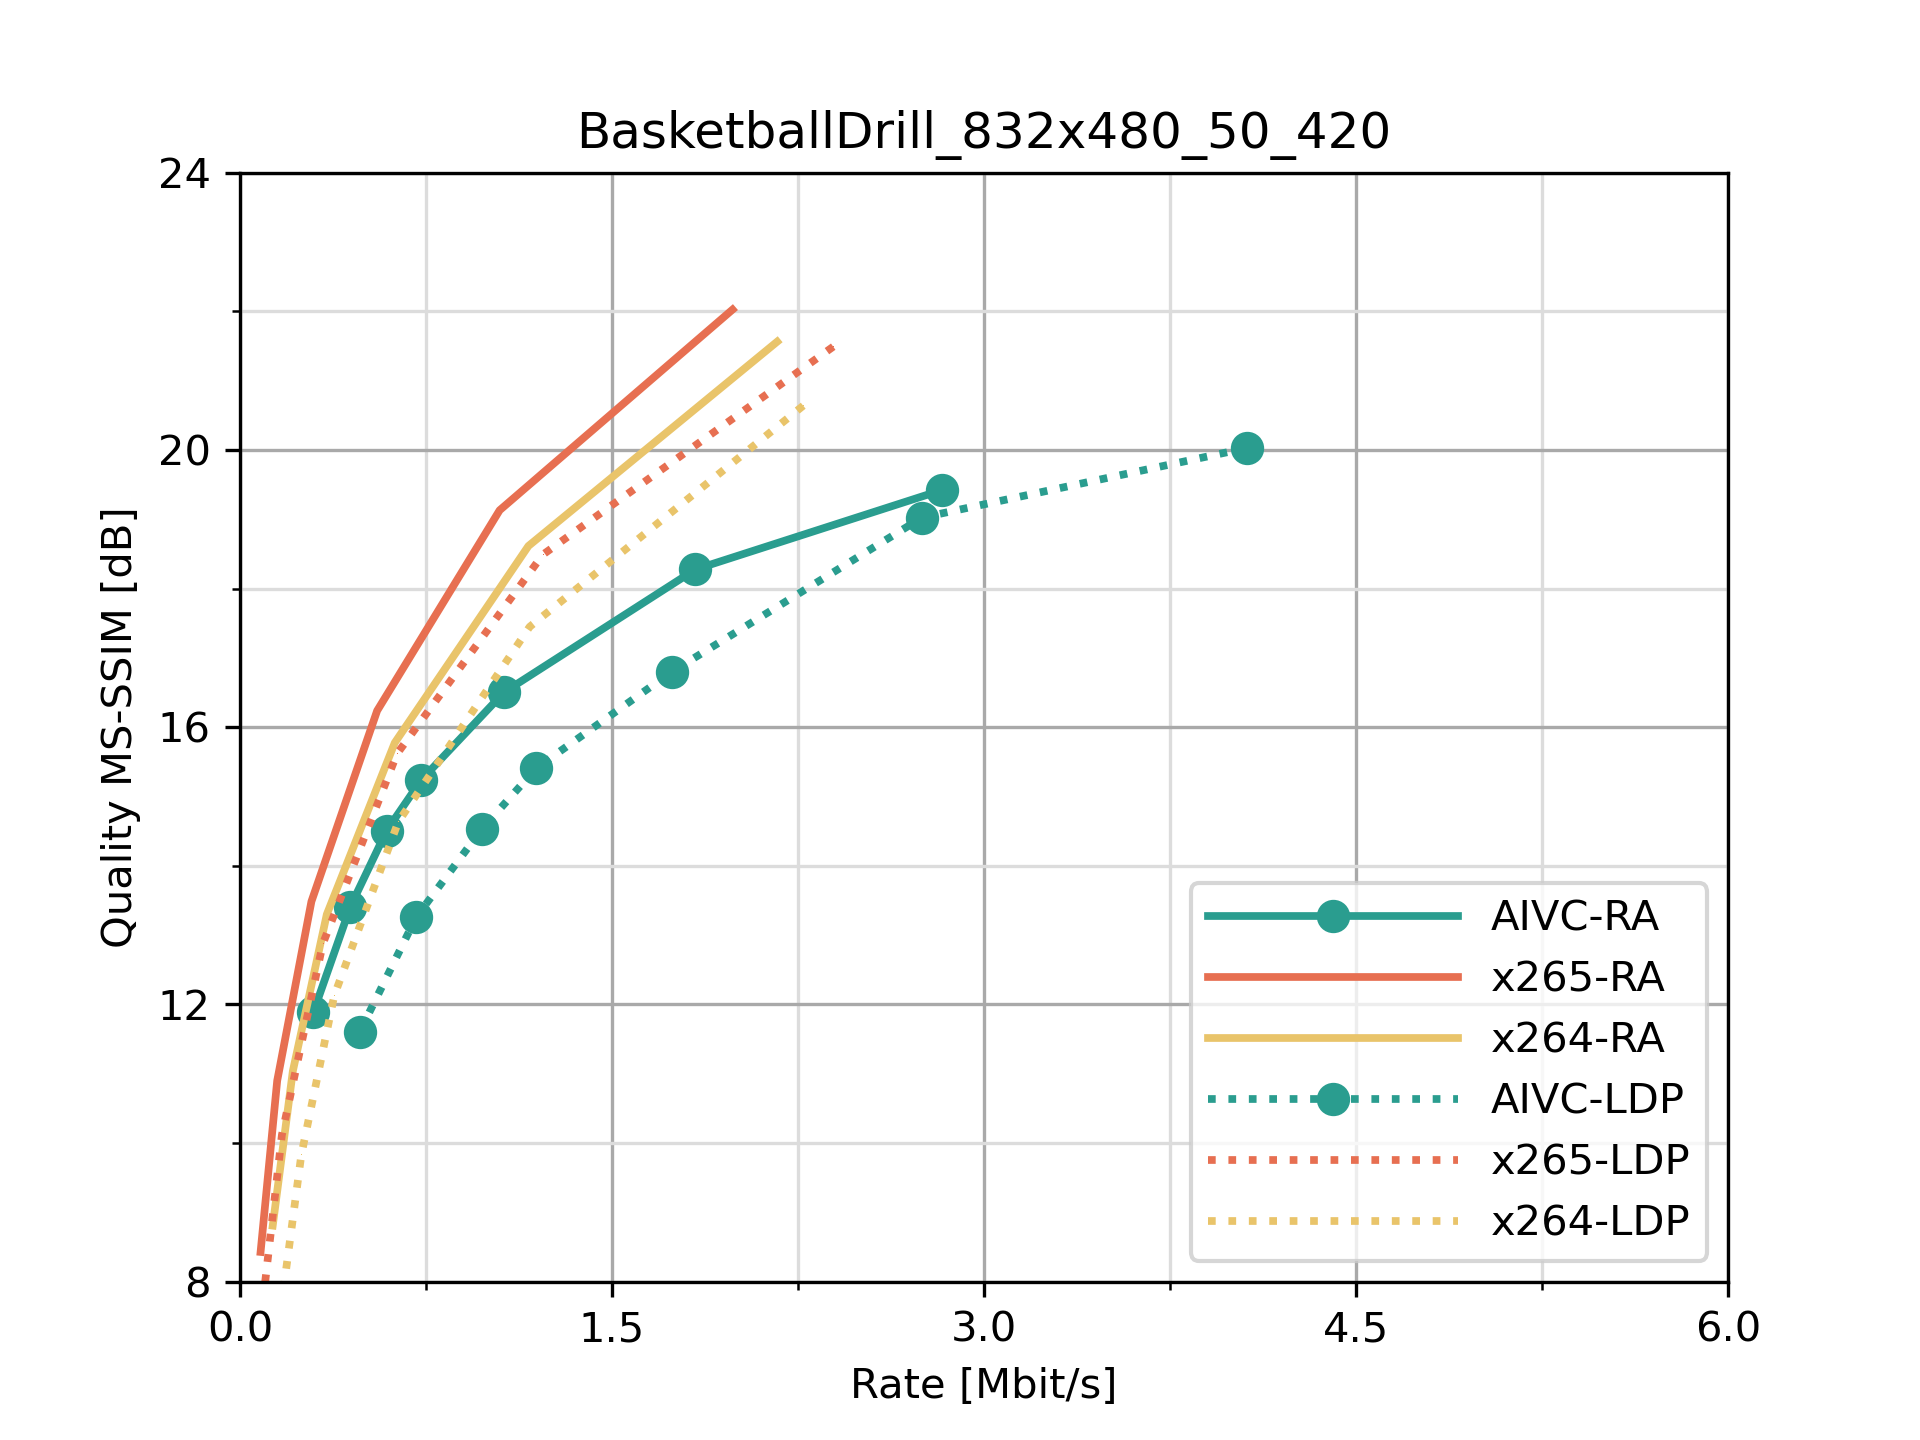 BasketballDrill_832x480_50_420
24
20
16
12
8
Quality MS-SSIM [dB]
0.0 1.5 3.0 4.5 6.0
Rate [Mbit/s]
AIVC-RA
x265-RA
x264-RA
AIVC-LDP
x265-LDP
x264-LDP